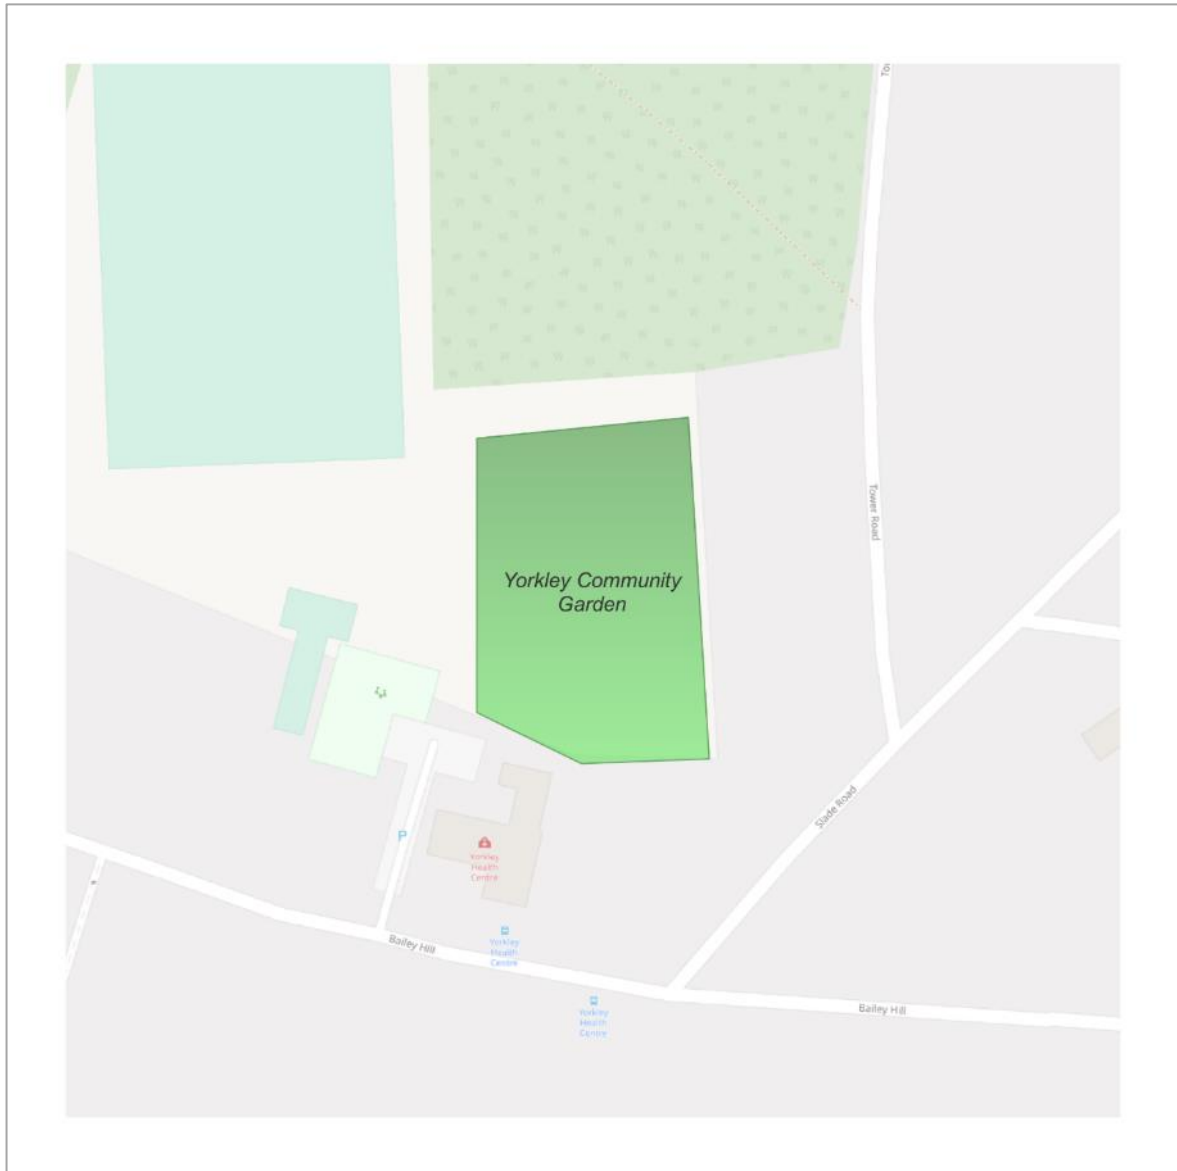 Tower Road
Yorkley Community
Garden
Slade Road
P
Yorkley
Health
Centre
Bailey Hill
Yorkley
Health
Centre
Bailey Hill
Yorkley
Health
Centre